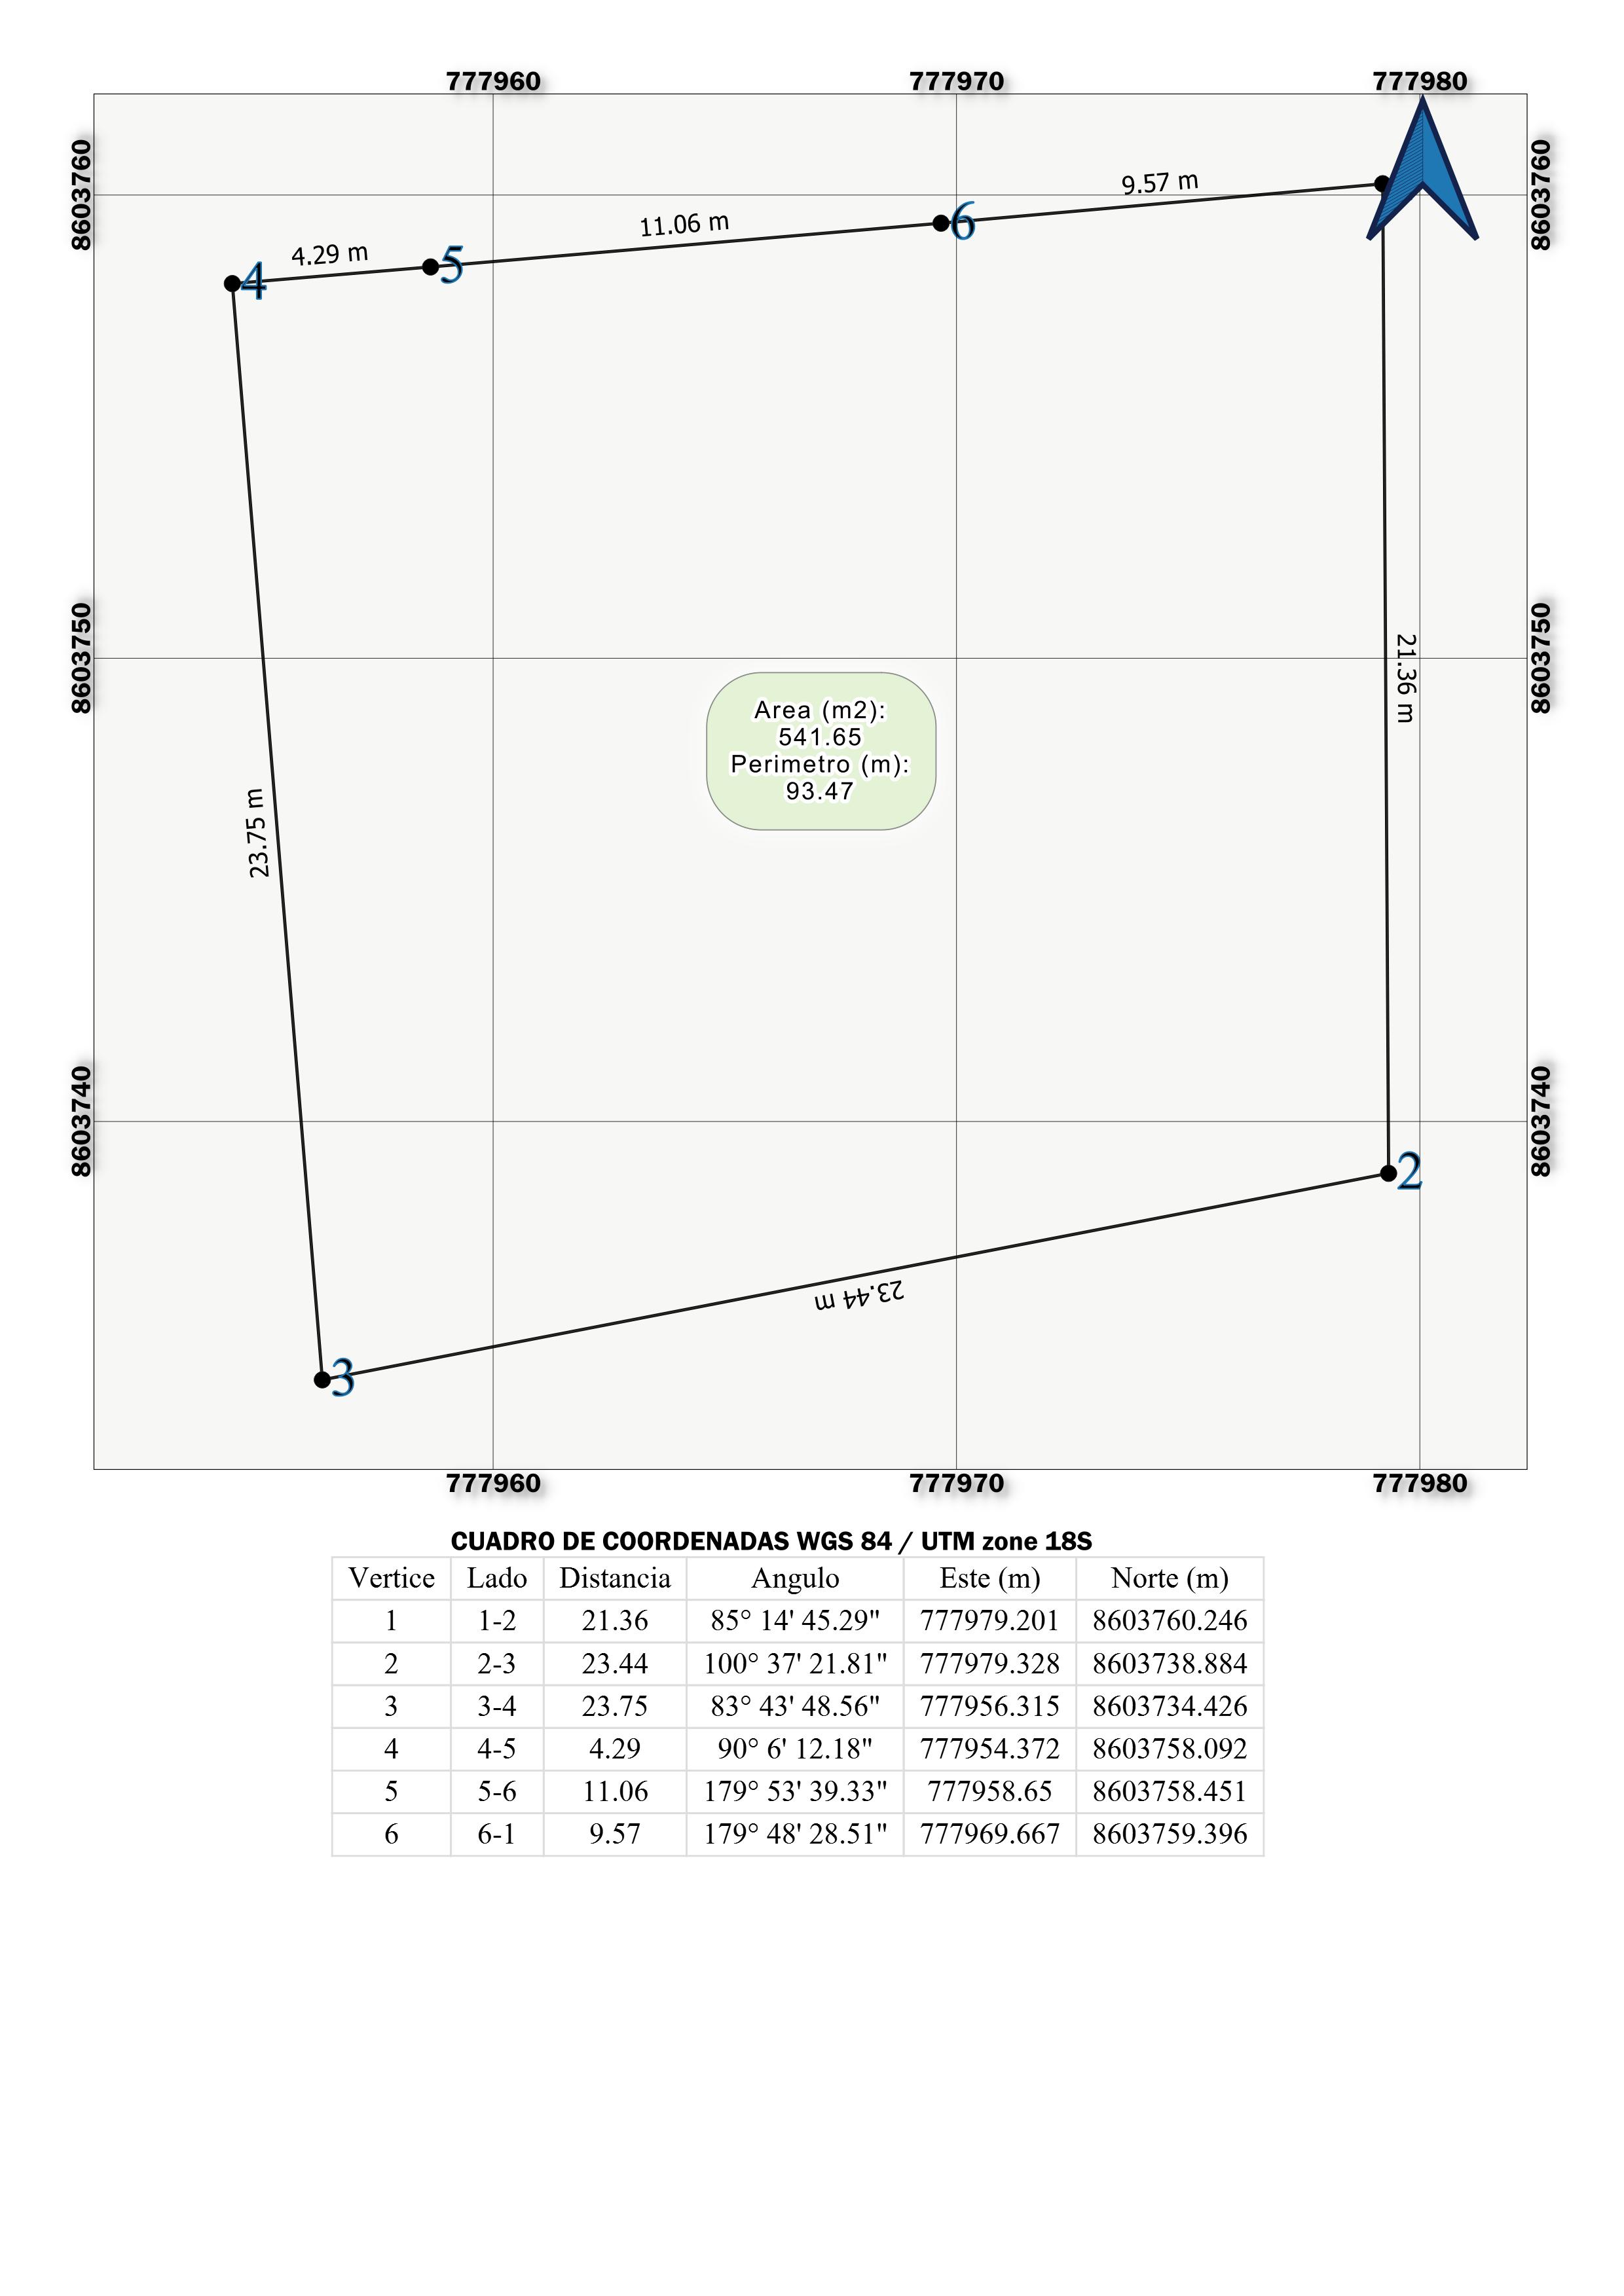 777960 777970 777980
8603760 8603760
9.57 m
11.06 m
6
4.29 m
5
4
8603750 8603750
21.36 m
Area (m2):
541.65
Perimetro (m):
93.47
23.75 m
8603740 8603740
2
23.44 m
3
777960 777970 777980
CUADRO DE COORDENADAS WGS 84 / UTM zone 18S
Vertice Lado Distancia Angulo Este (m) Norte (m)
1 1-2 21.36 85° 14' 45.29" 777979.201 8603760.246
2 2-3 23.44 100° 37' 21.81" 777979.328 8603738.884
3 3-4 23.75 83° 43' 48.56" 777956.315 8603734.426
4 4-5 4.29 90° 6' 12.18" 777954.372 8603758.092
5 5-6 11.06 179° 53' 39.33" 777958.65 8603758.451
6 6-1 9.57 179° 48' 28.51" 777969.667 8603759.396